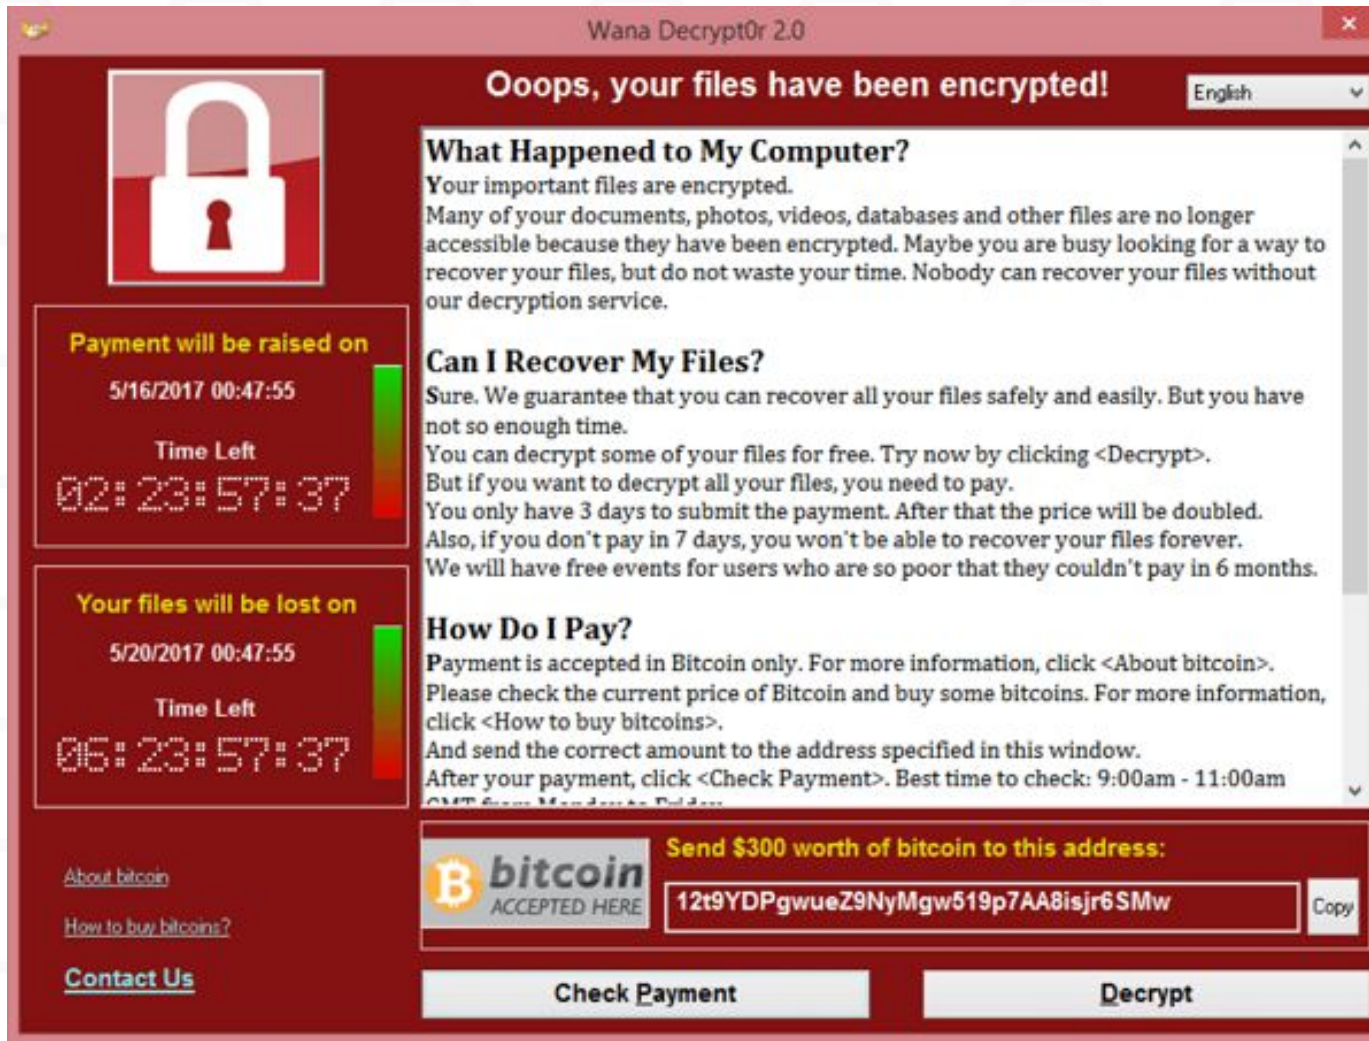 Wana Decrypt0r 2.0
Ooops, your files have been encrypted!
English
What Happened to My Computer?
Your important files are encrypted.
Many of your documents, photos, videos, databases and other files are no longer
accessible because they have been encrypted. Maybe you are busy looking for a way to
recover your files, but do not waste your time. Nobody can recover your files without
our decryption service.
Can I Recover My Files?
Sure. We guarantee that you can recover all your files safely and easily. But you have
not so enough time.
You can decrypt some of your files for free. Try now by clicking <Decrypt>.
But if you want to decrypt all your files, you need to pay.
You only have 3 days to submit the payment. After that the price will be doubled.
Also, if you don't pay in 7 days, you won't be able to recover your files forever.
We will have free events for users who are so poor that they couldn't pay in 6 months.
How Do I Pay?
Payment is accepted in Bitcoin only. For more information, click <About bitcoin>.
Please check the current price of Bitcoin and buy some bitcoins. For more information,
click <How to buy bitcoins>.
And send the correct amount to the address specified in this window.
After your payment, click <Check Payment>. Best time to check: 9:00am - 11:00am
GMT from Monday to Friday
Payment will be raised on
5/16/2017 00:47:55
Time Left
02:23:57:37
Your files will be lost on
5/20/2017 00:47:55
Time Left
06:23:57:37
About bitcoin
How to buy bitcoins?
Contact Us
bitcoin
ACCEPTED HERE
Send $300 worth of bitcoin to this address:
12t9YDPgwueZ9NyMgw519p7AA8isjr6SMw
Copy
Check Payment
Decrypt